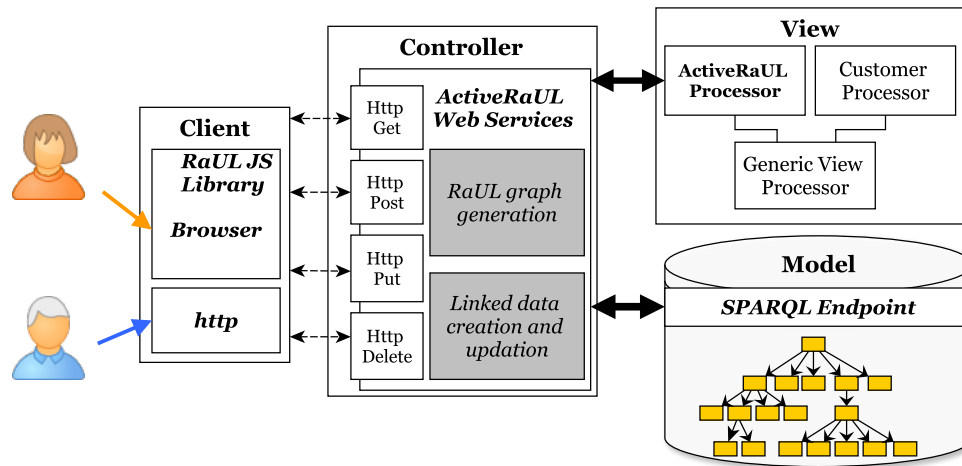 Client
RaUL JS
Library
Browser
http
Controller
Http
Get
Http
Post
Http
Put
Http
Delete
ActiveRaUL
Web Services
RaUL graph
generation
Linked data
creation and
updation
View
ActiveRaUL
Processor
Customer
Processor
Generic View
Processor
Model
SPARQL Endpoint